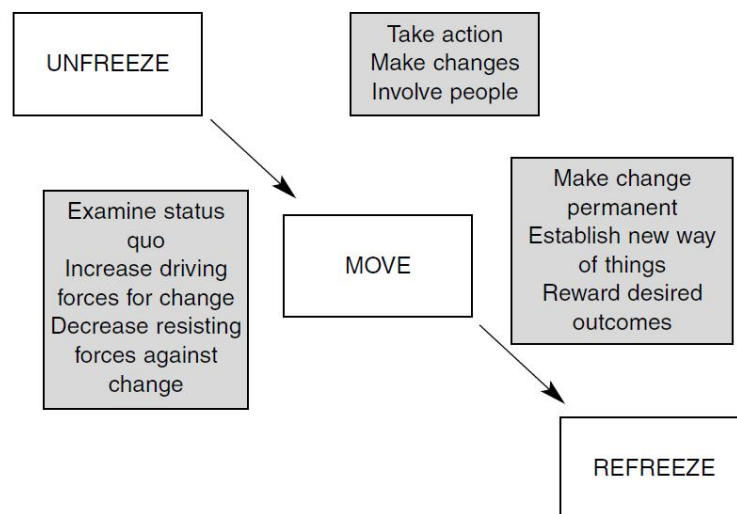 UNFREEZE
Take action
Make changes
Involve people
Examine status
quo
Increase driving
forces for change
Decrease resisting
forces against
change
MOVE
Make change
permanent
Establish new way
of things
Reward desired
outcomes
REFREEZE